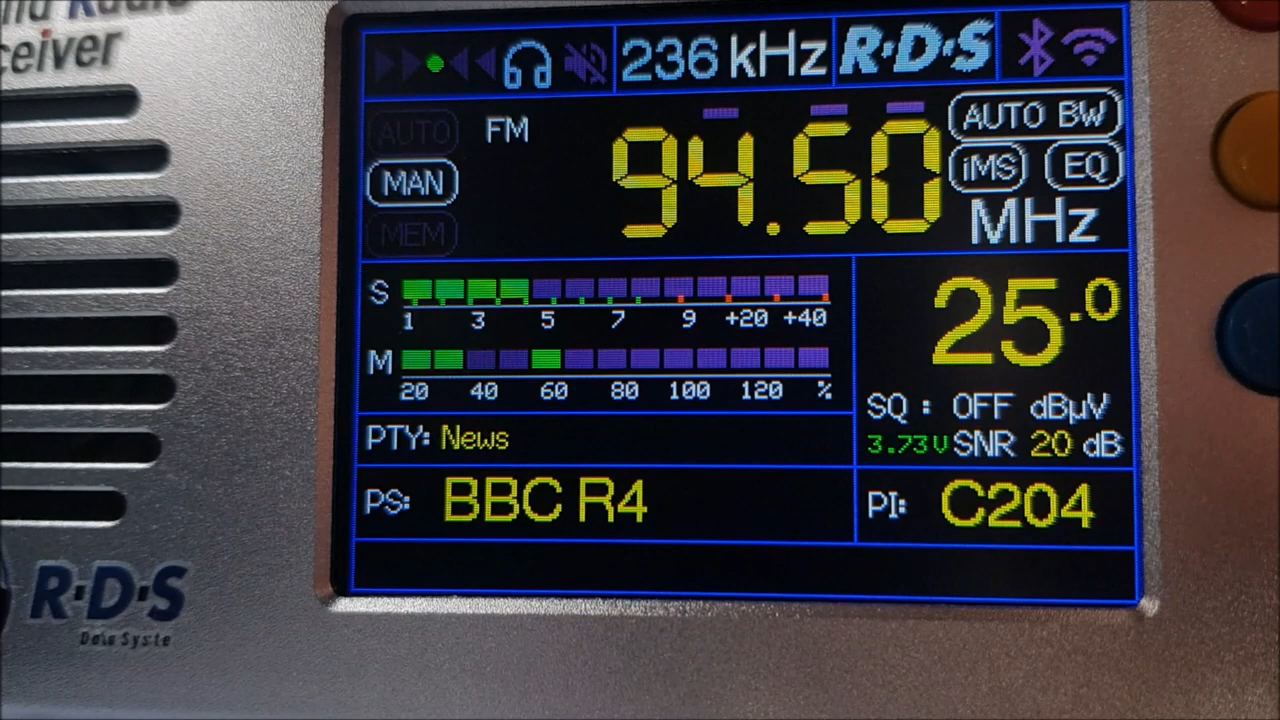 nd Radio
ceiver
236 kHz R·D·S
AUTO FM 94.50 AUTO BW
MAN iMS EQ
MEM MHz
S 1 3 5 7 9 +20 +40
25.0
M 20 40 60 80 100 120 %
SQ : OFF dBµV
PTY: News 3.73V SNR 20 dB
PS: BBC R4 PI: C204
R·D·S
Data Syste